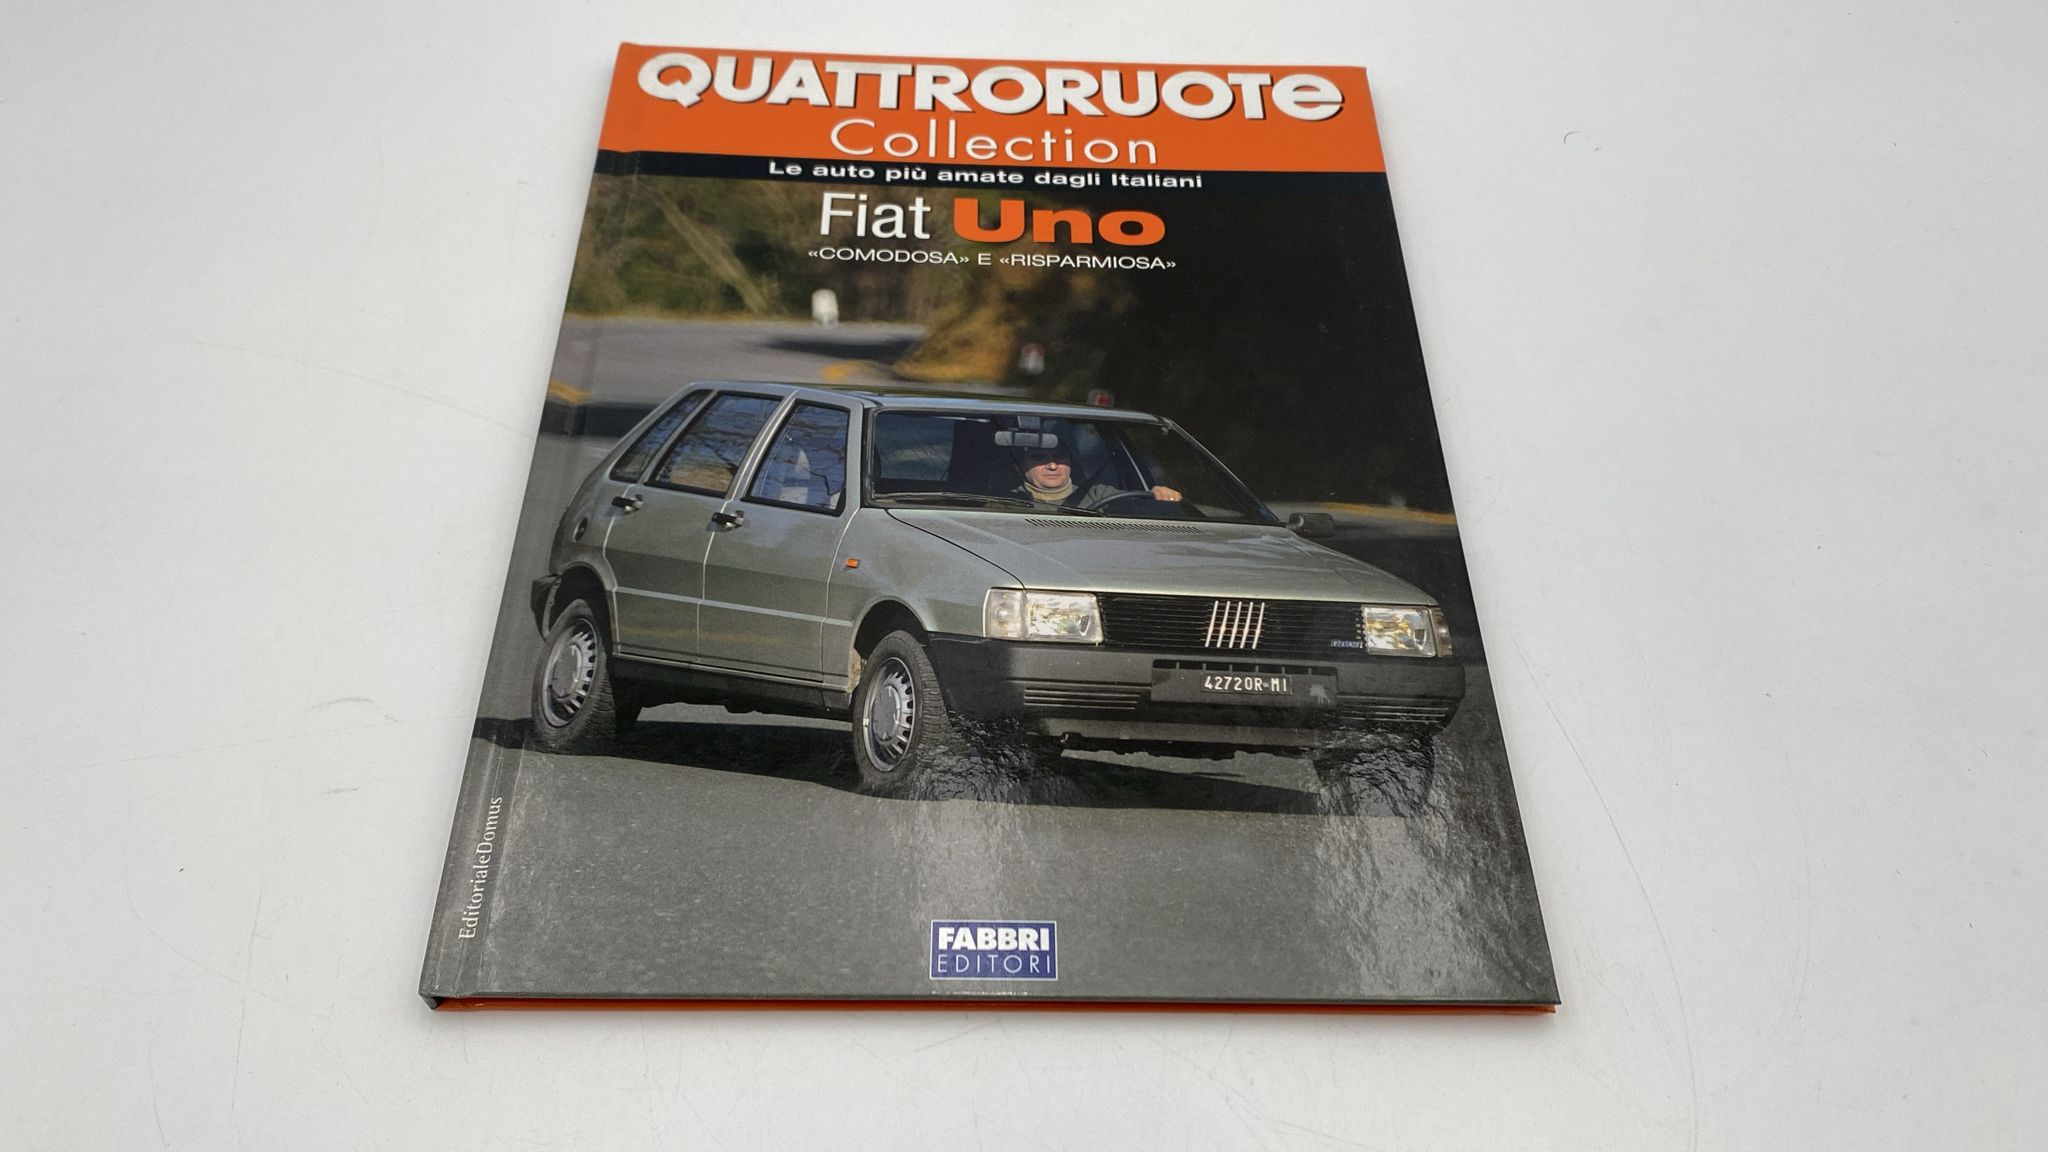 QUATTRORUOTe
Collection
Le auto più amate dagli Italiani
Fiat Uno
«COMODOSA» E «RISPARMIOSA»
42720R-MI
EditorialeDomus
FABBRI
EDITORI